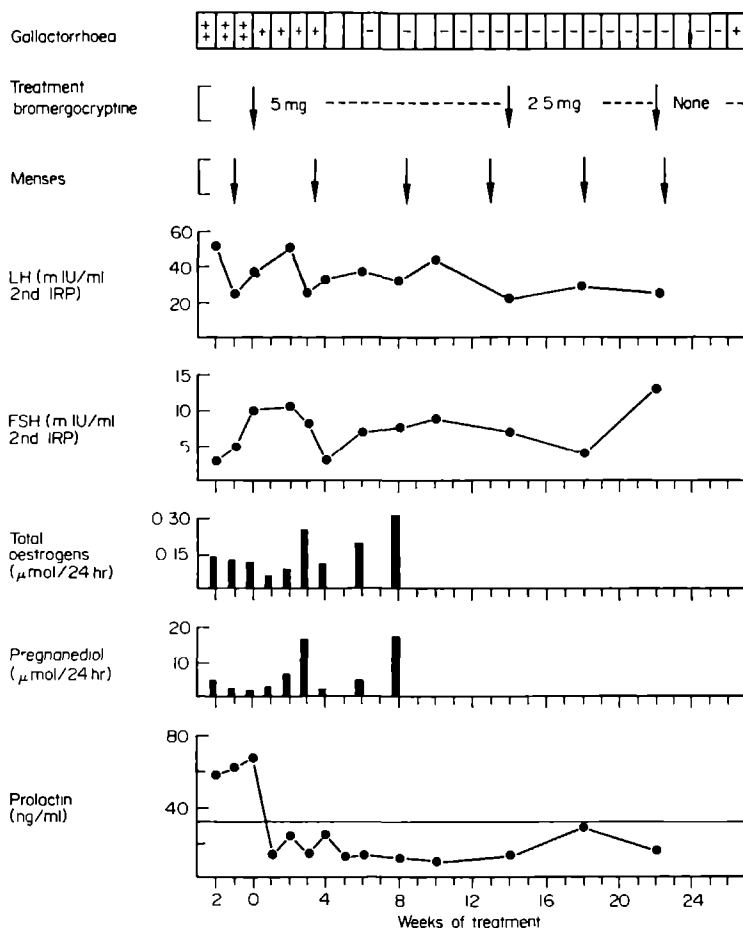 Gallactorrhoea + + + + + + + - - - - - - - - - - - - - - - - - - +
+ + +
Treatment
bromergocryptine 5 mg 2 5 mg None
Menses
LH (m IU/ml
2nd IRP)
60
40
20
FSH (m IU/ml
2nd IRP)
15
10
5
Total
oestrogens
(μmol/24 hr)
0 30
0 15
Pregnanediol
(μ mol/24 hr)
20
10
Prolactin
(ng/ml)
80
40
2 0 4 8 12 16 20 24
Weeks of treatment